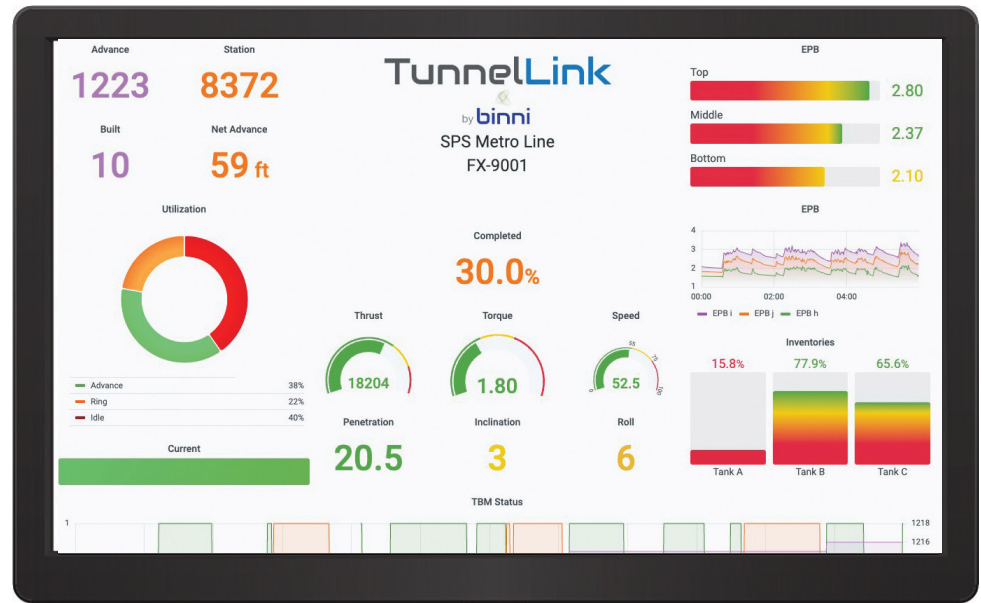 Advance
Station
1223
8372
Built
Net Advance
10
59 ft
Utilization
Advance 38%
Ring 22%
Idle 40%
Current
TunnelLink
by binni
SPS Metro Line
FX-9001
Completed
30.0%
Thrust
Torque
Speed
18204
1.80
0
55
75
100
52.5
Penetration
Inclination
Roll
20.5
3
6
EPB
Top
2.80
Middle
2.37
Bottom
2.10
EPB
4
3
2
1
00:00 02:00 04:00
EPB i EPB j EPB h
Inventories
15.8% 77.9% 65.6%
Tank A Tank B Tank C
TBM Status
1
1218
1216